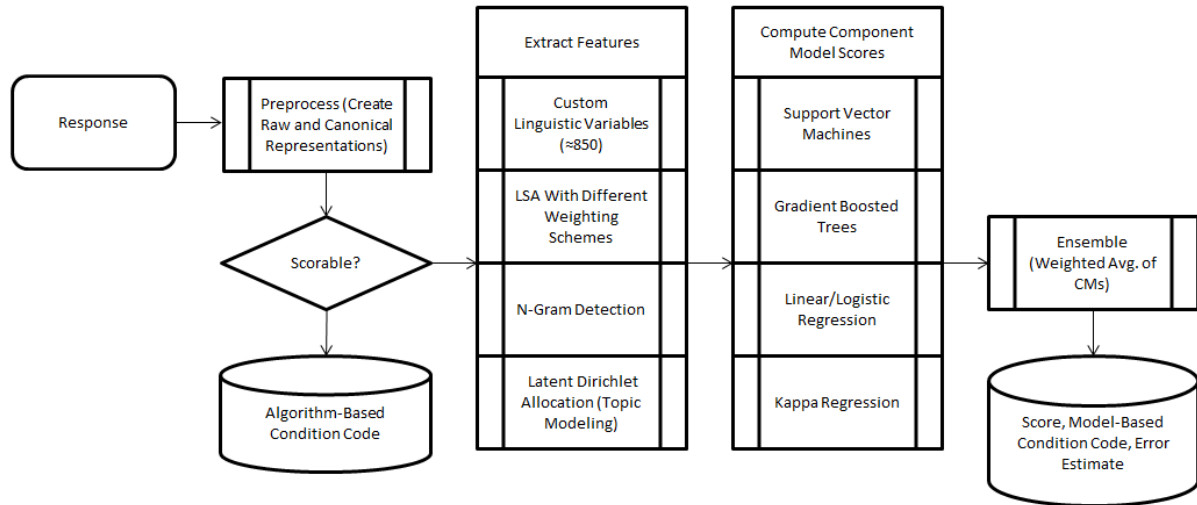 Response
Preprocess (Create
Raw and Canonical
Representations)
Scorable?
Algorithm-Based
Condition Code
Extract Features
Custom
Linguistic Variables
(≈850)
LSA With Different
Weighting
Schemes
N-Gram Detection
Latent Dirichlet
Allocation (Topic
Modeling)
Compute Component
Model Scores
Support Vector
Machines
Gradient Boosted
Trees
Linear/Logistic
Regression
Kappa Regression
Ensemble
(Weighted Avg. of
CMs)
Score, Model-Based
Condition Code, Error
Estimate